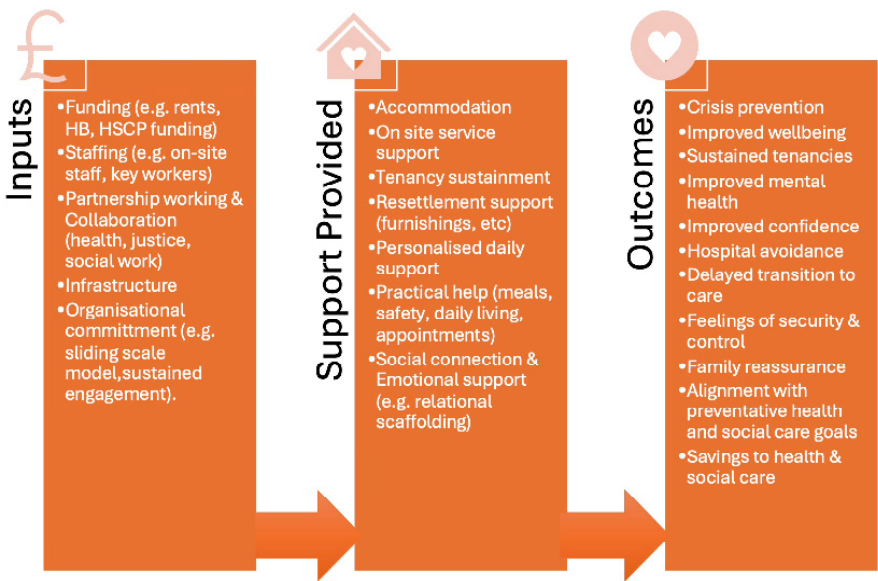 £
Inputs
•Funding (e.g. rents,
HB, HSCP funding)
•Staffing (e.g. on-site
staff, key workers)
•Partnership working &
Collaboration
(health, justice,
social work)
•Infrastructure
•Organisational
committment (e.g.
sliding scale
model,sustained
engagement).
Support Provided
•Accommodation
•On site service
support
•Tenancy sustainment
•Resettlement support
(furnishings, etc)
•Personalised daily
support
•Practical help (meals,
safety, daily living,
appointments)
•Social connection &
Emotional support
(e.g. relational
scaffolding)
Outcomes
•Crisis prevention
•Improved wellbeing
•Sustained tenancies
•Improved mental
health
•Improved confidence
•Hospital avoidance
•Delayed transition to
care
•Feelings of security &
control
•Family reassurance
•Alignment with
preventative health
and social care goals
•Savings to health &
social care